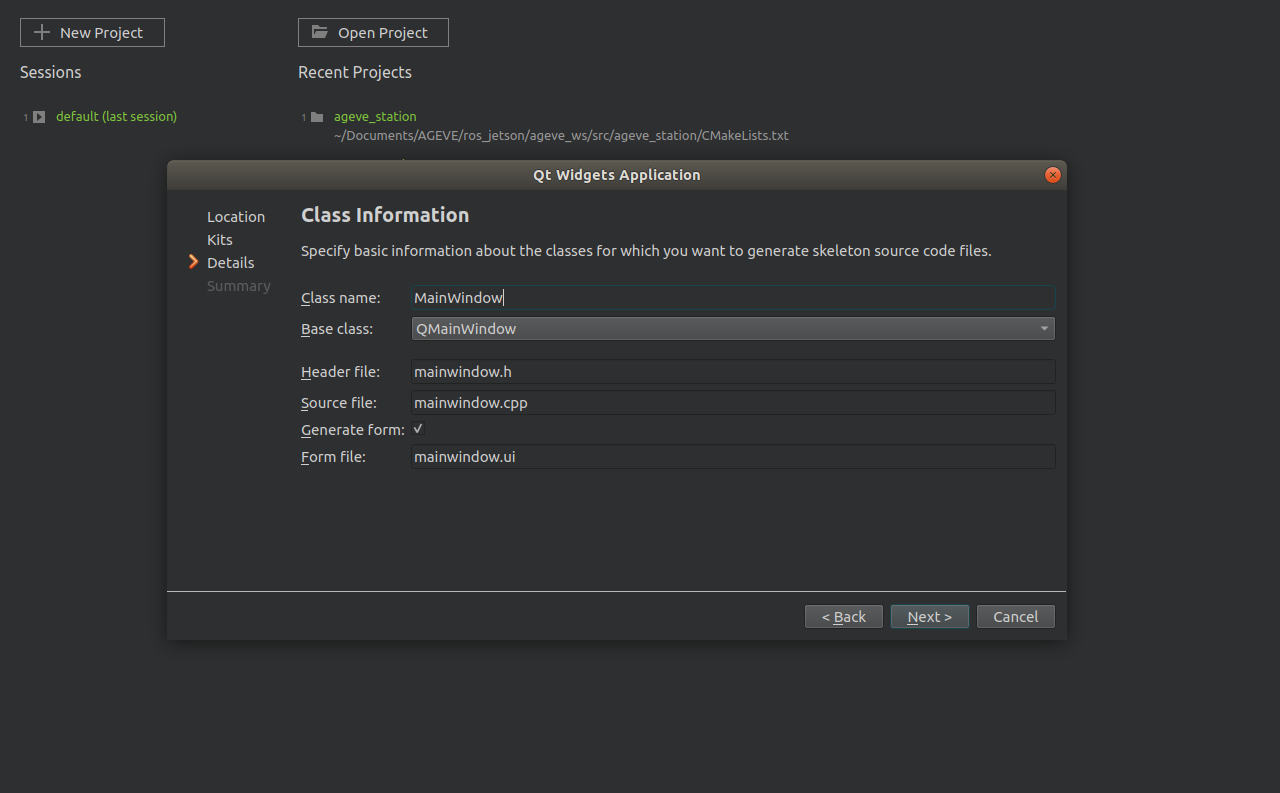 New Project
Open Project
Sessions
Recent Projects
1 default (last session)
1 ageve_station
~/Documents/AGEVE/ros_jetson/ageve_ws/src/ageve_station/CMakeLists.txt
Qt Widgets Application
Location
Kits
Details
Summary
Class Information
Specify basic information about the classes for which you want to generate skeleton source code files.
Class name: MainWindow
Base class: QMainWindow
Header file: mainwindow.h
Source file: mainwindow.cpp
Generate form: ✓
Form file: mainwindow.ui
< Back
Next >
Cancel